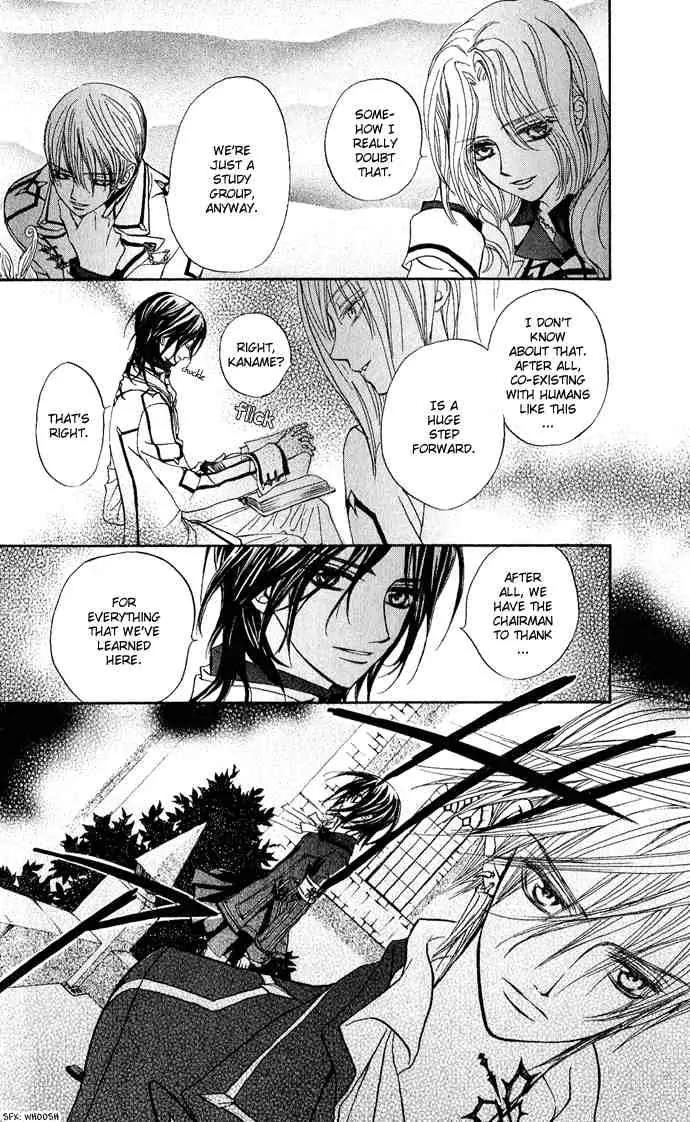 SOME-
HOW I
REALLY
DOUBT
THAT.
WE'RE
JUST A
STUDY
GROUP,
ANYWAY.
I DON'T
KNOW
ABOUT THAT.
AFTER ALL,
CO-EXISTING
WITH HUMANS
LIKE THIS
...
IS A
HUGE
STEP
FORWARD.
RIGHT,
KANAME?
chuckle
flick
THAT'S
RIGHT.
AFTER
ALL, WE
HAVE THE
CHAIRMAN
TO THANK
...
FOR
EVERYTHING
THAT WE'VE
LEARNED
HERE.
SFX: WHOOSH